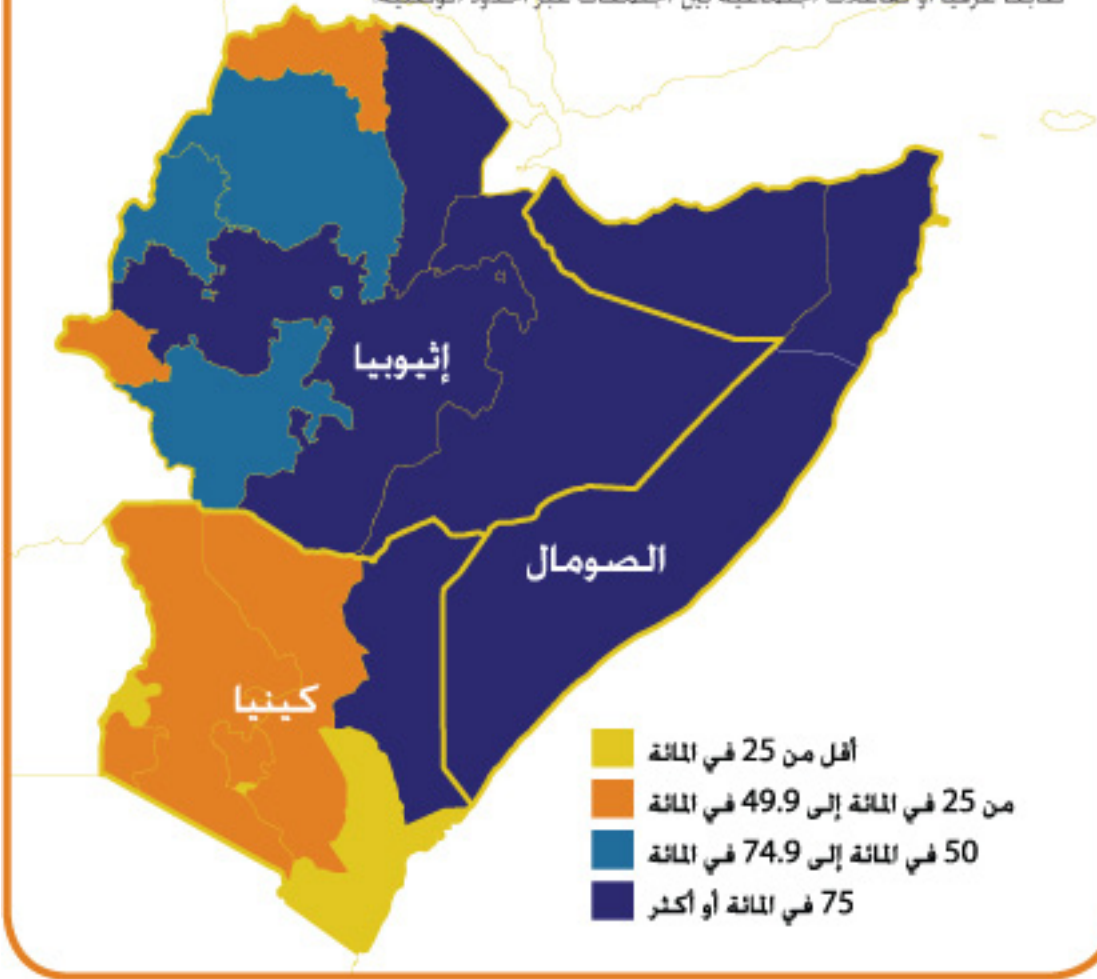 إثيوبيا
الصومال
كينيا
أقل من 25 في المائة
من 25 في المائة إلى 49.9 في المائة
50 في المائة إلى 74.9 في المائة
75 في المائة أو أكثر